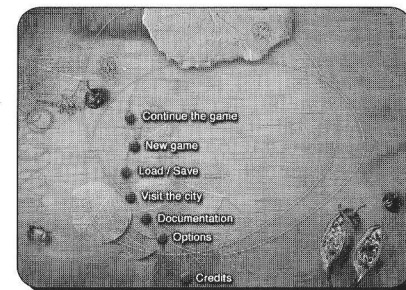 Continue the game
New game
Load / Save
Visit the city
Documentation
Options
Credits